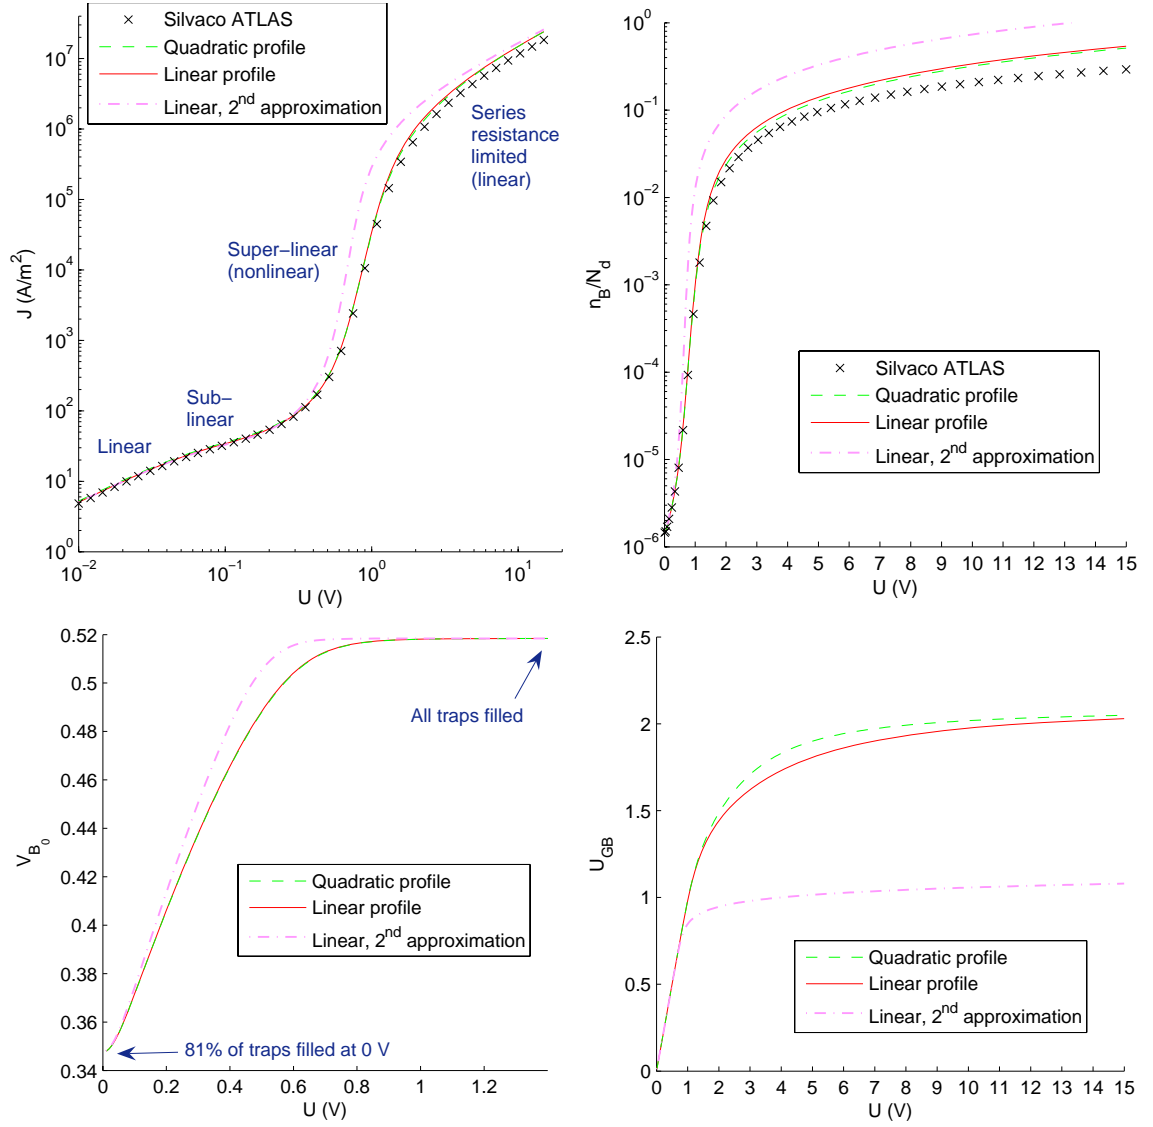 Silvaco ATLAS
Quadratic profile
Linear profile
Linear, 2nd approximation
Series
resistance
limited
(linear)
Super−linear
(nonlinear)
Sub−
linear
Linear
J (A/m2)
10^7
10^6
10^5
10^4
10^3
10^2
10^1
10^0
10^−2
10^−1
10^0
10^1
U (V)
nB/Nd
10^0
10^−1
10^−2
10^−3
10^−4
10^−5
10^−6
Silvaco ATLAS
Quadratic profile
Linear profile
Linear, 2nd approximation
0 1 2 3 4 5 6 7 8 9 10 11 12 13 14 15
U (V)
VB0
0.52
0.5
0.48
0.46
0.44
0.42
0.4
0.38
0.36
0.34
All traps filled
Quadratic profile
Linear profile
Linear, 2nd approximation
81% of traps filled at 0 V
0 0.2 0.4 0.6 0.8 1 1.2
U (V)
UGB
2.5
2
1.5
1
0.5
0
Quadratic profile
Linear profile
Linear, 2nd approximation
0 1 2 3 4 5 6 7 8 9 10 11 12 13 14 15
U (V)